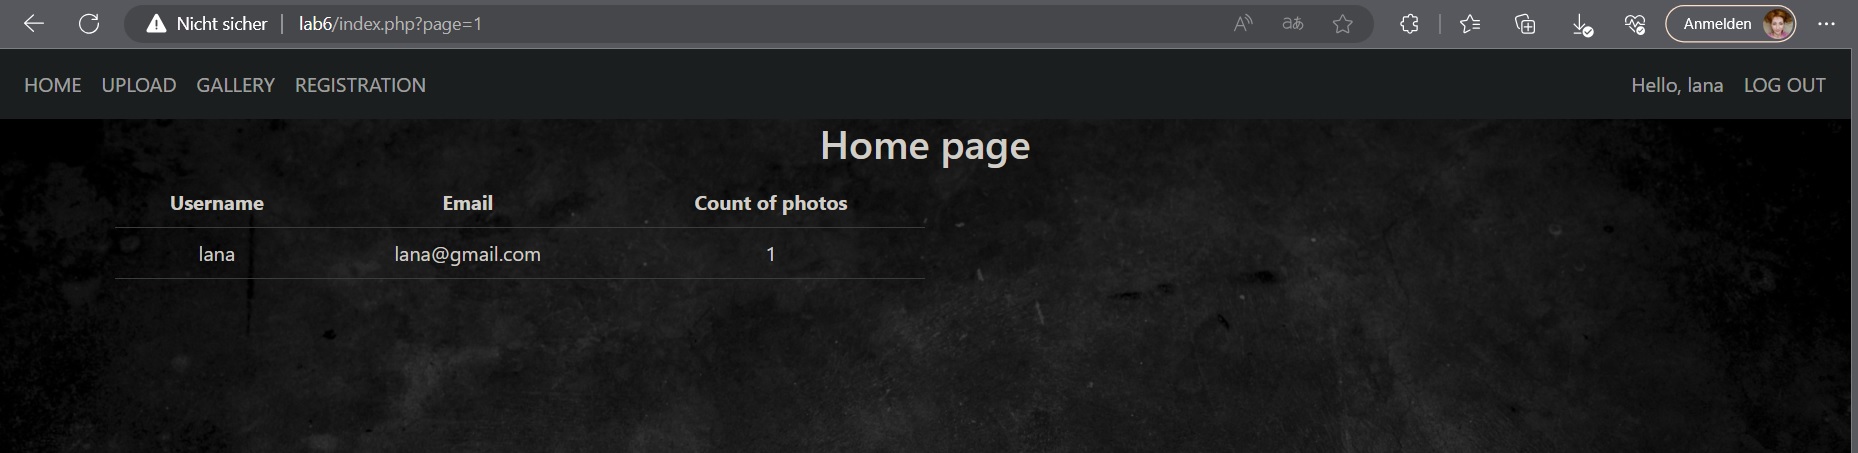 Nicht sicher | lab6/index.php?page=1 Anmelden
HOME UPLOAD GALLERY REGISTRATION Hello, lana LOG OUT
Home page
Username Email Count of photos
lana lana@gmail.com 1